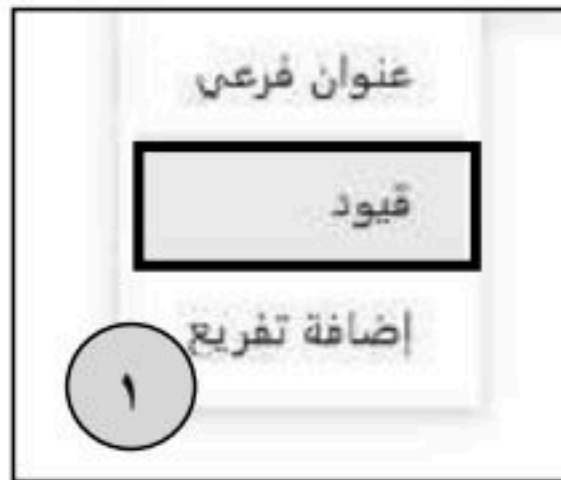 عنوان فرعي
قيود
إضافة تفريع
١